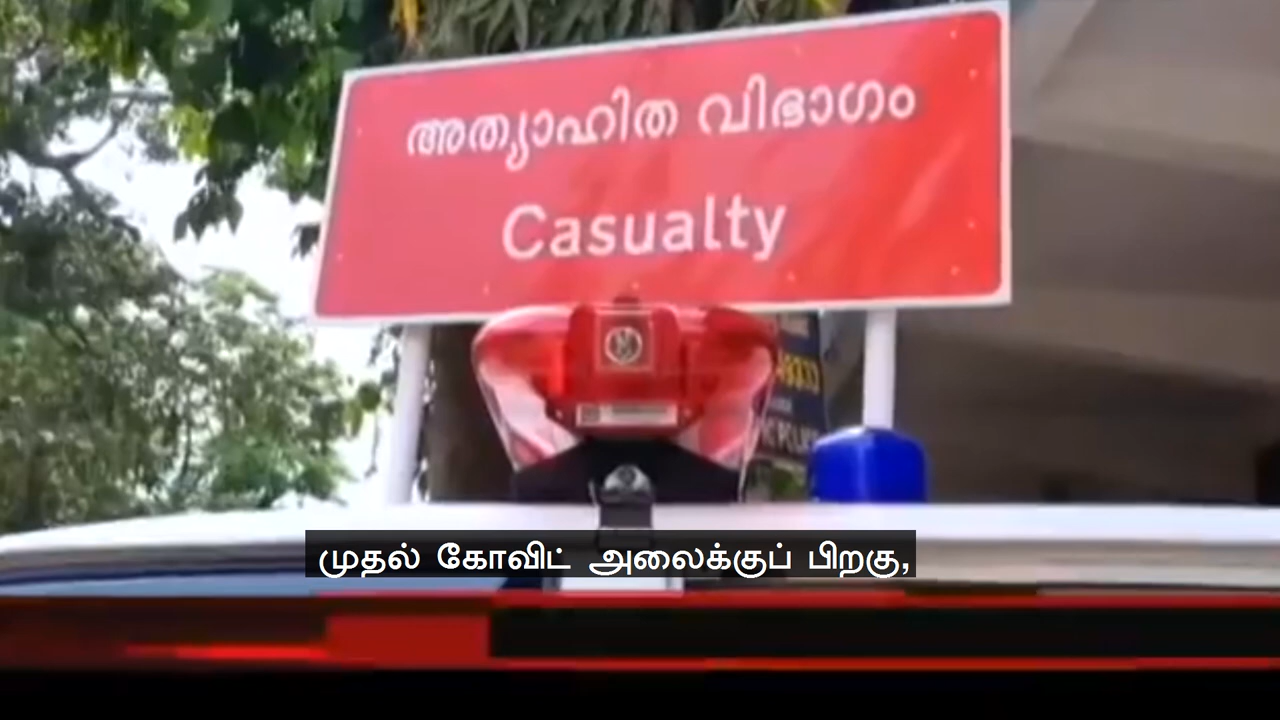 അത്യാഹിത വിഭാഗം
Casualty
முதல் கோவிட் அலைக்குப் பிறகு,